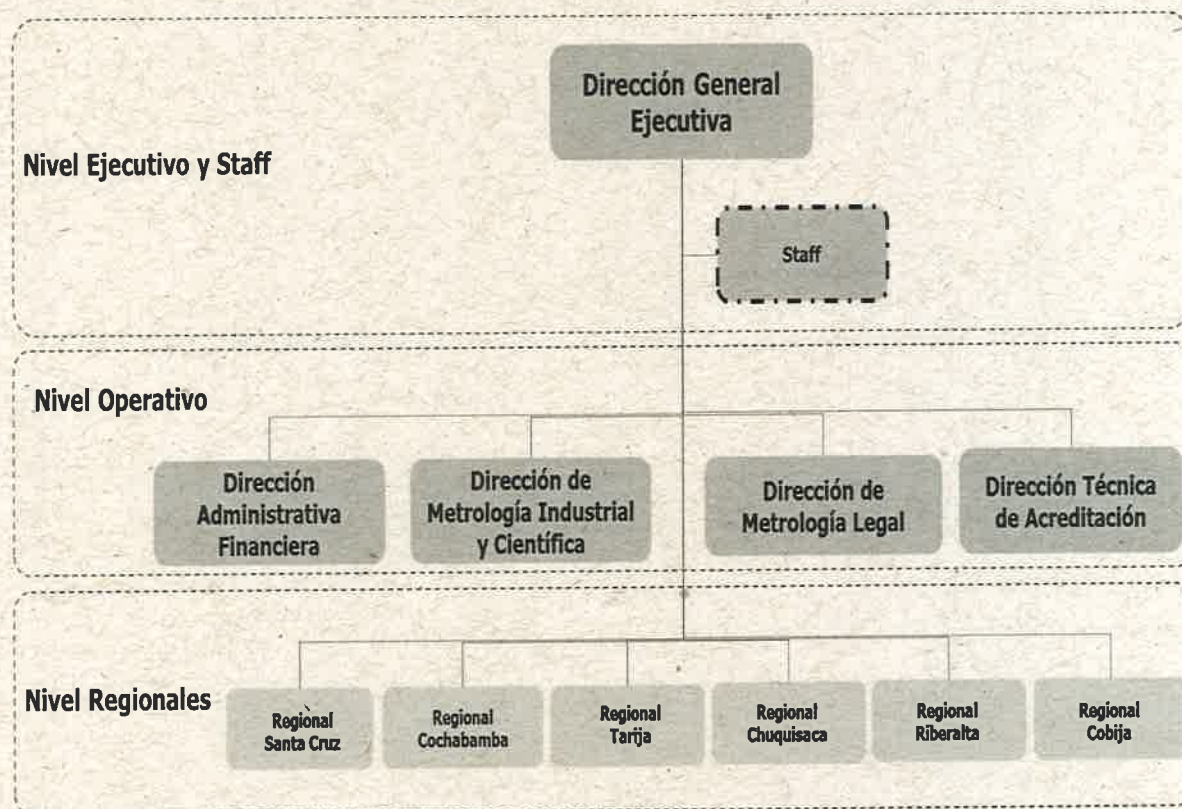 Dirección General
Ejecutiva
Nivel Ejecutivo y Staff
Staff
Nivel Operativo
Dirección
Administrativa
Financiera
Dirección de
Metrología Industrial
y Científica
Dirección de
Metrología Legal
Dirección Técnica
de Acreditación
Nivel Regionales
Regional
Santa Cruz
Regional
Cochabamba
Regional
Tarija
Regional
Chuquisaca
Regional
Riberalta
Regional
Cobija